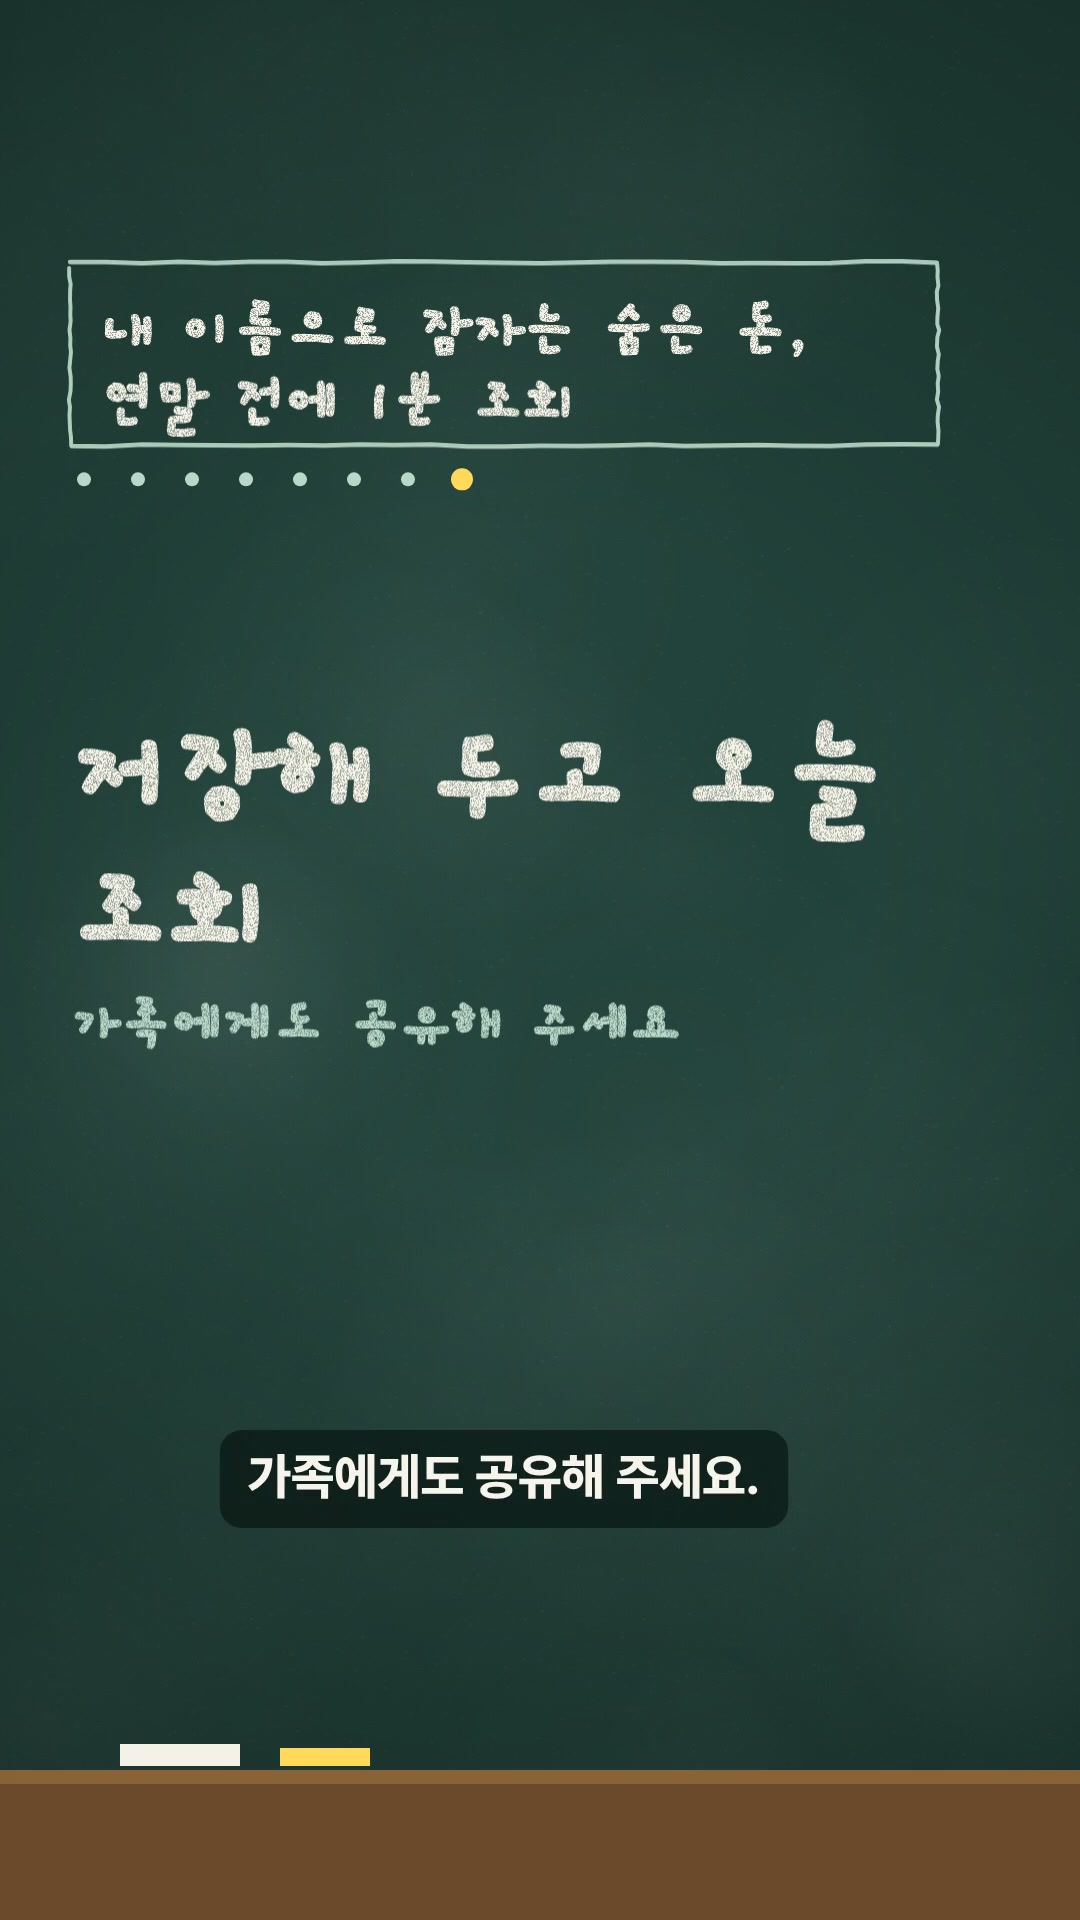 내 이름으로 잠자는 숨은 돈,
연말 전에 1분 조회
저장해 두고 오늘
조회
가족에게도 공유해 주세요
가족에게도 공유해 주세요.